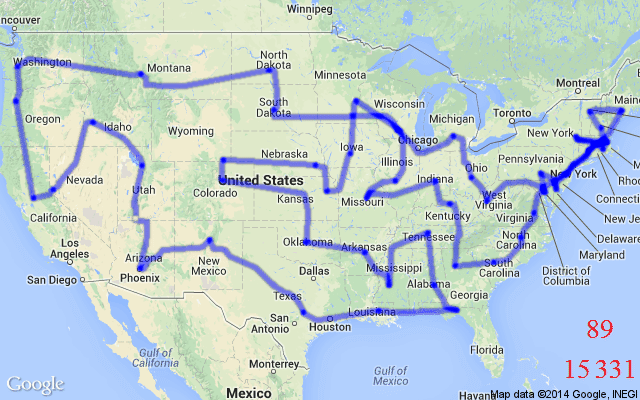 Winnipeg
ancouver
Washington
Montana
North
Dakota
Minnesota
Montreal
Maine
Oregon
Idaho
Wyoming
South
Dakota
Wisconsin
Michigan
Toronto
New York
Iowa
Chicago
Nebraska
Illinois
Indiana
Ohio
Pennsylvania
New York
Rhod
Connectic
New Jers
Delaware
Maryland
District of
Columbia
Nevada
Utah
Colorado
United States
Kansas
Missouri
West
Virginia
Virginia
Kentucky
California
Los
Angeles
San Diego
Arizona
Phoenix
New
Mexico
Oklahoma
Arkansas
Tennessee
North
Carolina
South
Carolina
Mississippi
Alabama
Georgia
Dallas
Texas
San
Antonio
Houston
Louisiana
Florida
Gulf of
California
Monterrey
Gulf of
Mexico
Mexico
Havana
89
15 331
Google
Map data ©2014 Google, INEGI